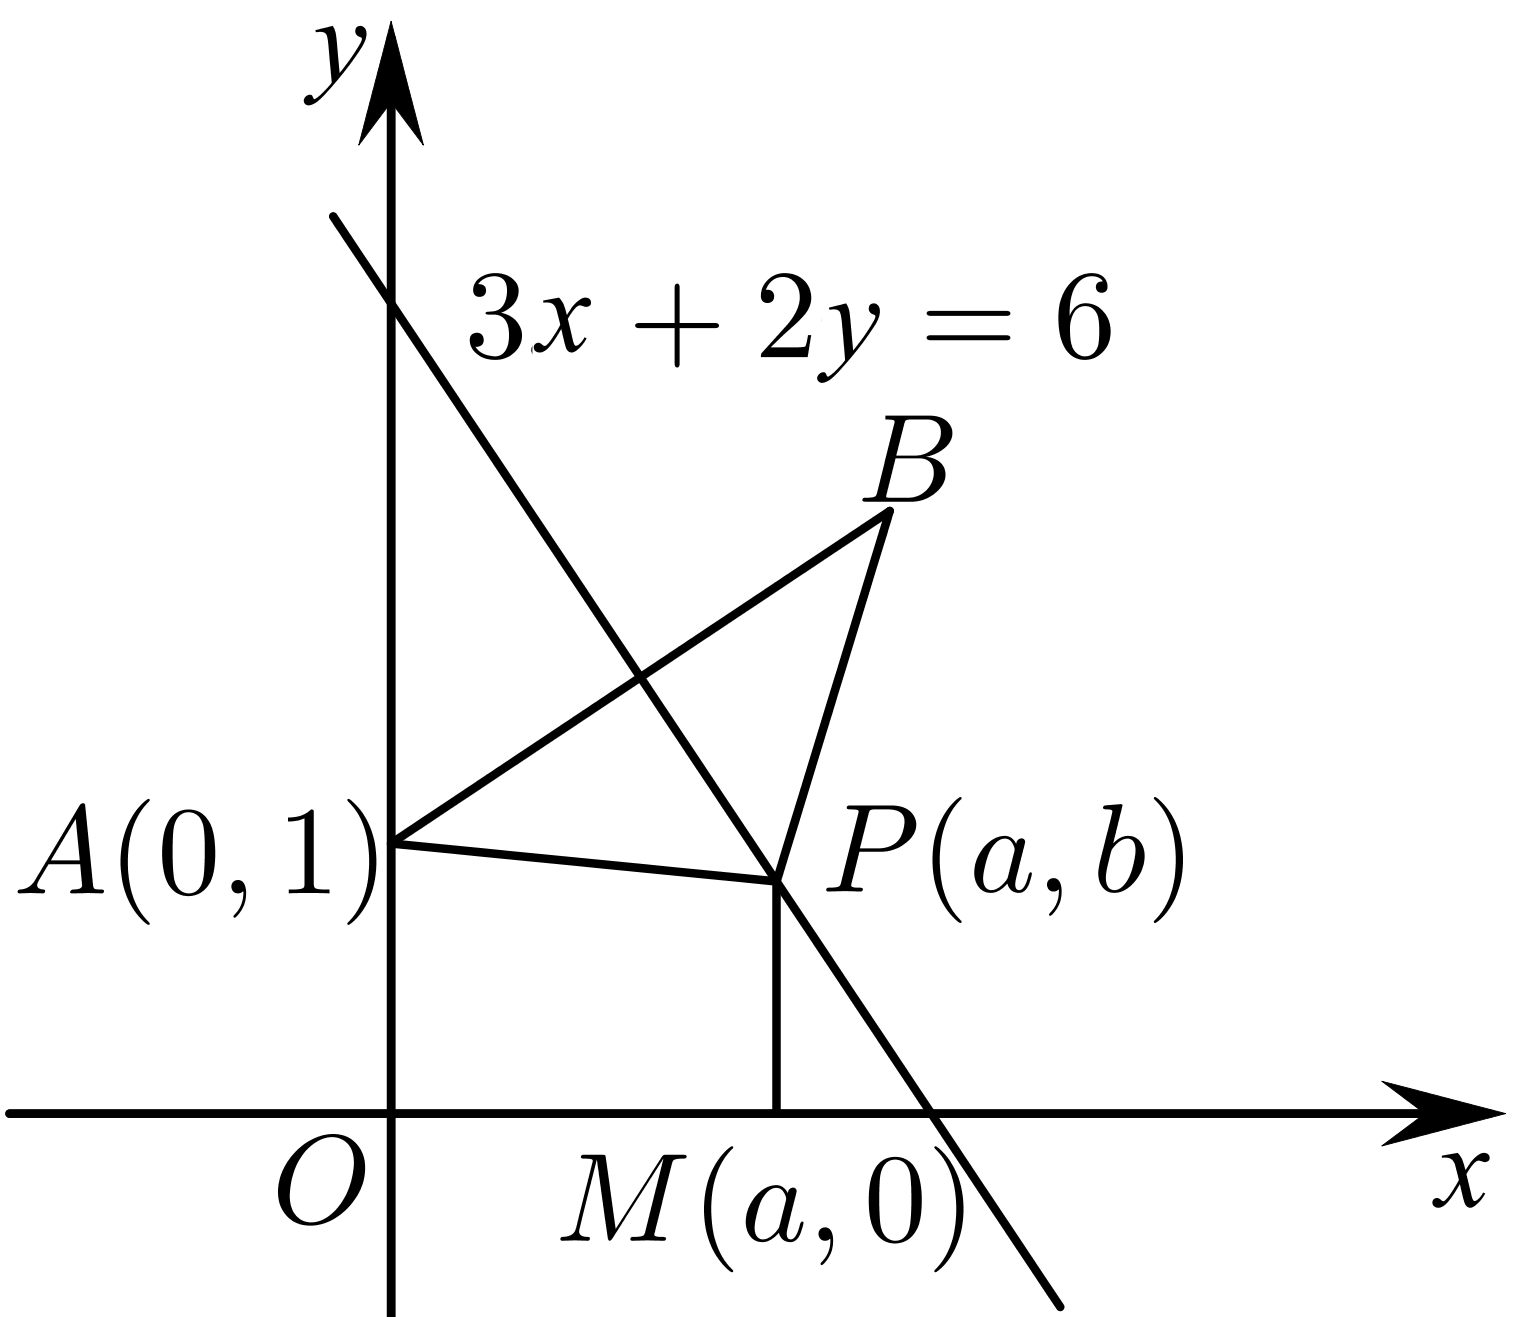 y
3x + 2y = 6
B
A(0, 1)
P(a, b)
O
M(a, 0)
x